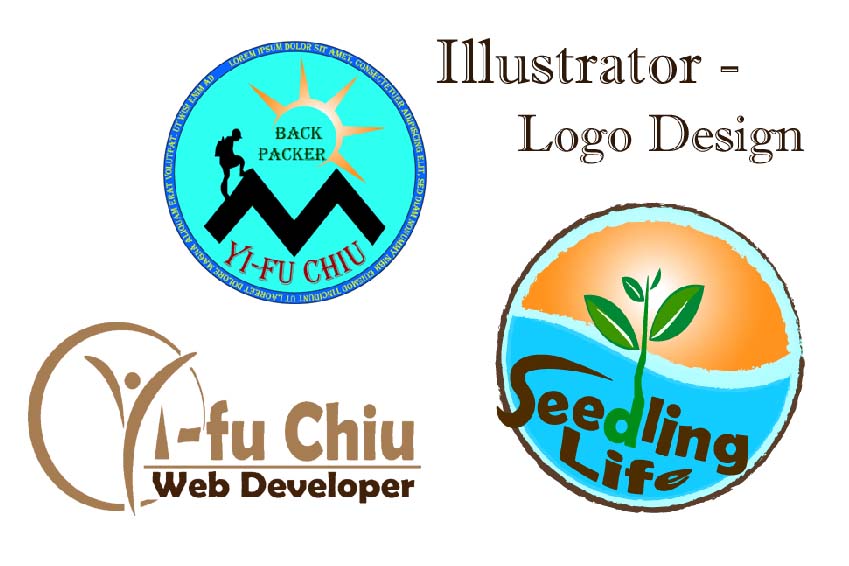 Illustrator -
Logo Design
LOREM IPSUM DOLOR SIT AMET, CONSECTETUER ADIPISCING ELIT, SED DIAM NONUMMY NIBH EUISMOD TINCIDUNT UT LAOREET DOLORE MAGNA ALIQUAM ERAT VOLUTPAT. UT WISI ENIM AD
BACK
PACKER
YI-FU CHIU
Seedling
Life
Yi-fu Chiu
Web Developer